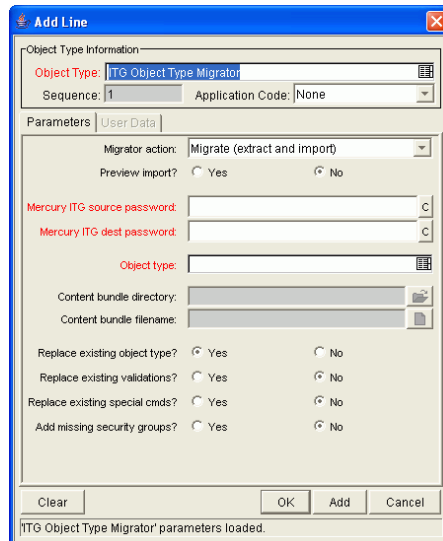 Add Line
Object Type Information
Object Type: ITG Object Type Migrator
Sequence: 1 Application Code: None
Parameters User Data
Migrator action: Migrate (extract and import)
Preview import? Yes No
Mercury ITG source password: C
Mercury ITG dest password: C
Object type:
Content bundle directory:
Content bundle filename:
Replace existing object type? Yes No
Replace existing validations? Yes No
Replace existing special cmds? Yes No
Add missing security groups? Yes No
Clear OK Add Cancel
'ITG Object Type Migrator' parameters loaded.